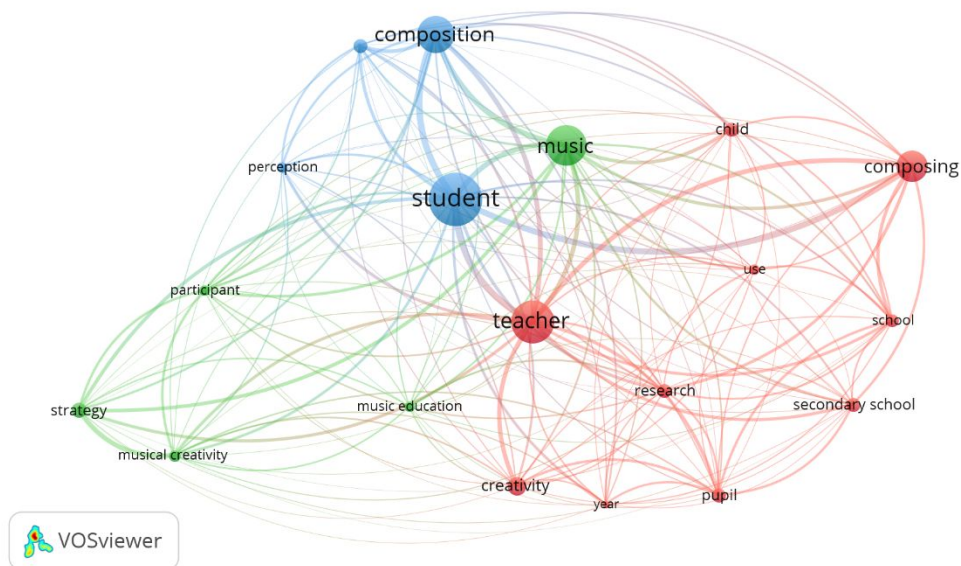 composition
music
child
composing
perception
student
use
participant
teacher
school
research
secondary school
strategy
music education
musical creativity
creativity
year
pupil
VOSviewer